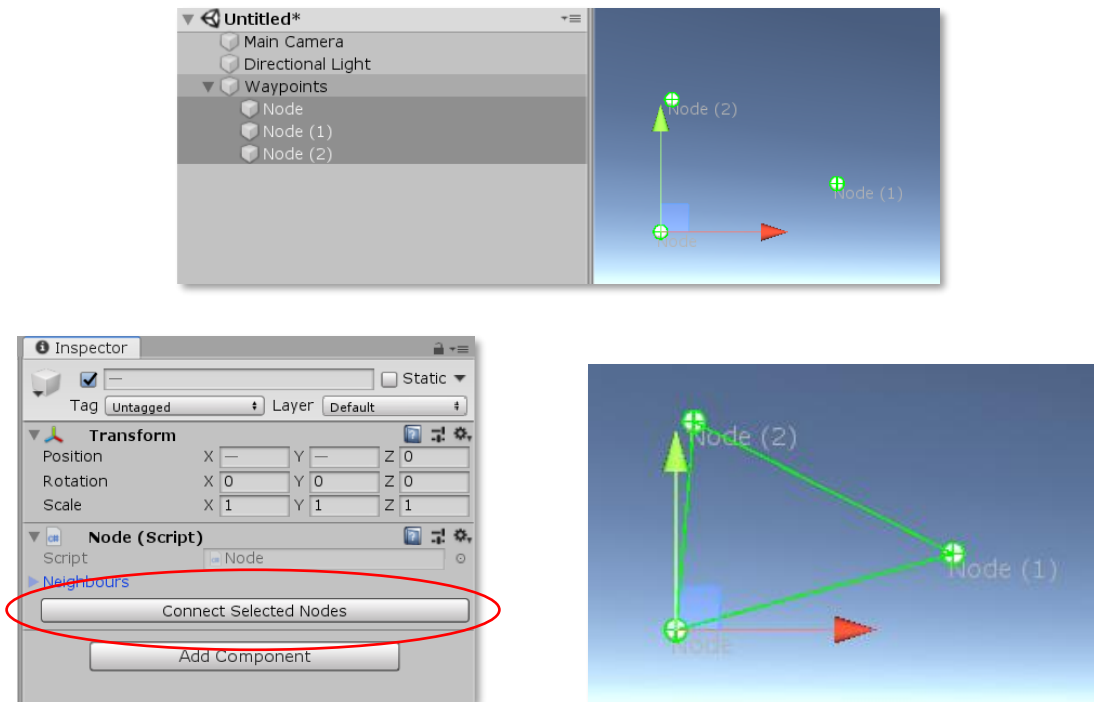 Untitled*
Main Camera
Directional Light
Waypoints
Node
Node (1)
Node (2)
Node (2)
Node (1)
Node
Inspector
— Static
Tag Untagged Layer Default
Transform
Position X — Y — Z 0
Rotation X 0 Y 0 Z 0
Scale X 1 Y 1 Z 1
Node (Script)
Script Node
Neighbours
Connect Selected Nodes
Add Component
Node (2)
Node (1)
Node